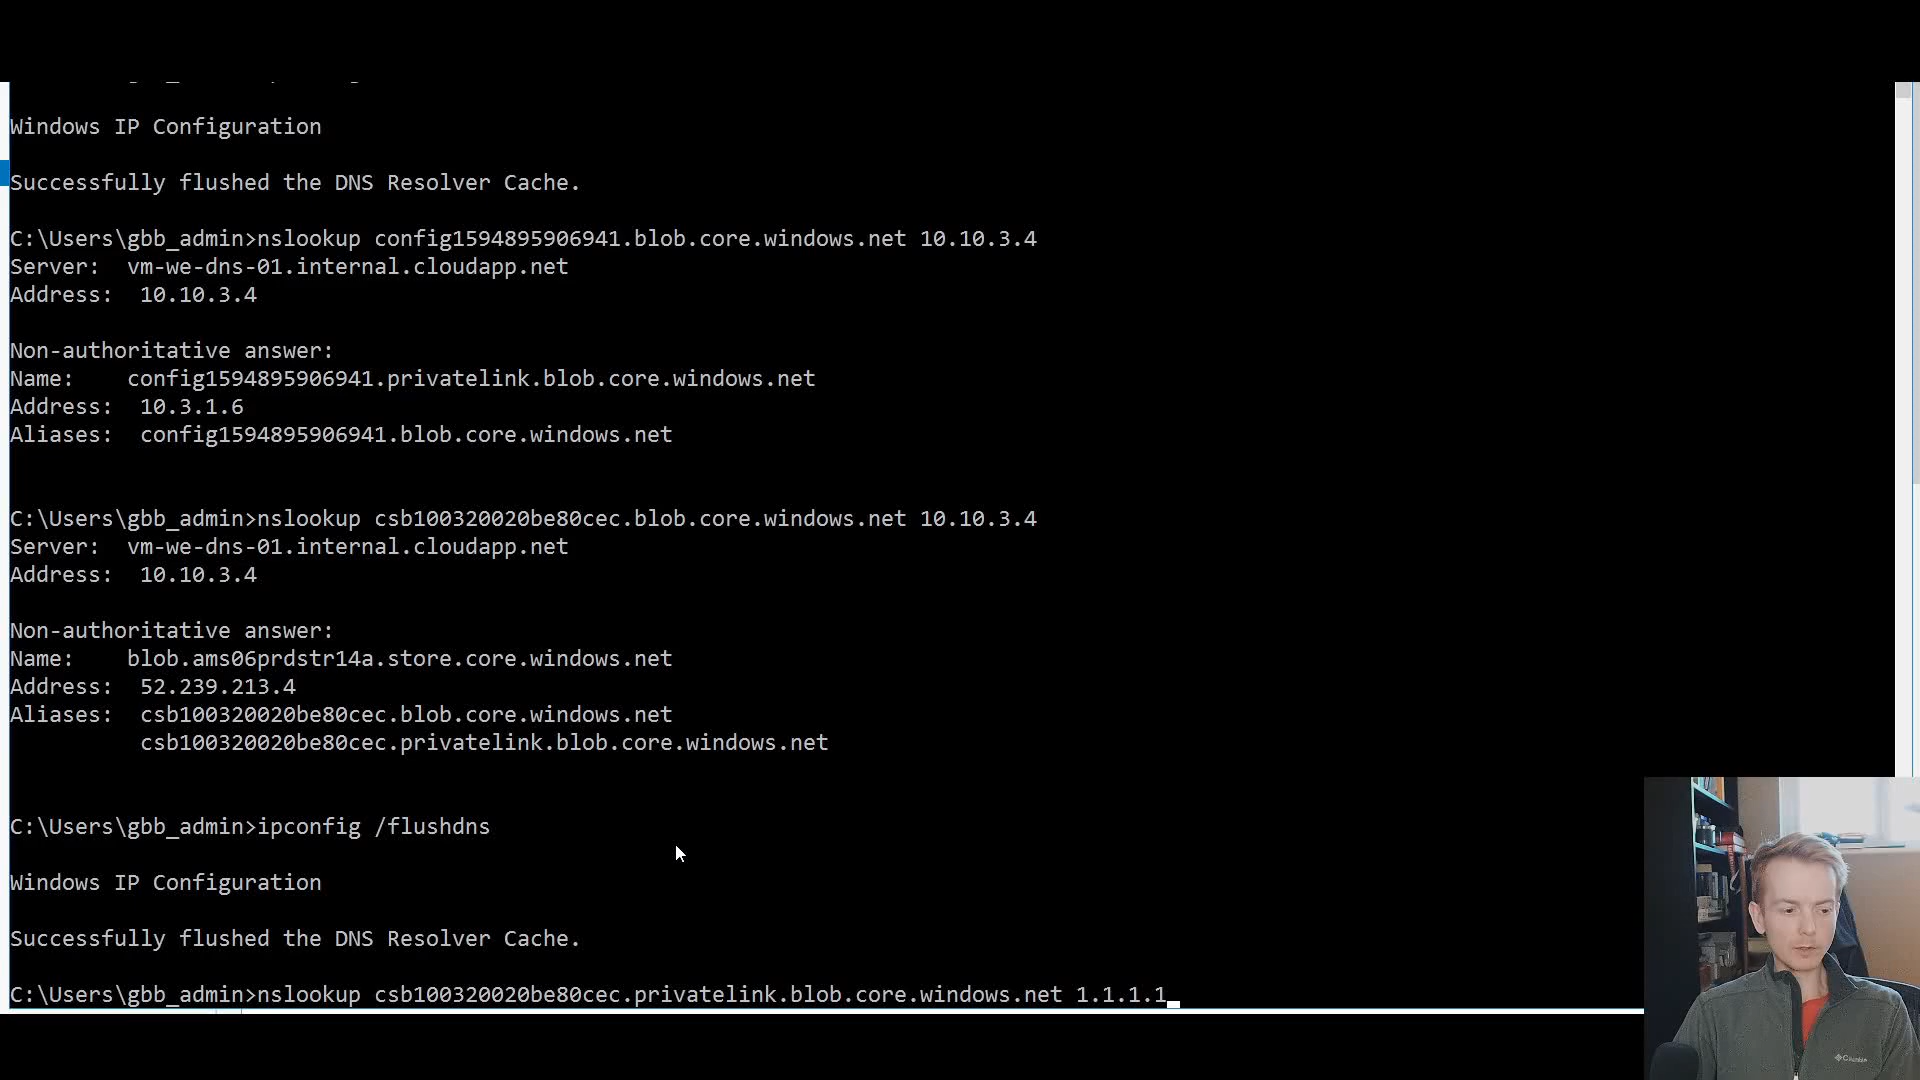 Windows IP Configuration
Successfully flushed the DNS Resolver Cache.
C:\Users\gbb_admin>nslookup config1594895906941.blob.core.windows.net 10.10.3.4
Server:  vm-we-dns-01.internal.cloudapp.net
Address:  10.10.3.4
Non-authoritative answer:
Name:    config1594895906941.privatelink.blob.core.windows.net
Address:  10.3.1.6
Aliases:  config1594895906941.blob.core.windows.net
C:\Users\gbb_admin>nslookup csb100320020be80cec.blob.core.windows.net 10.10.3.4
Server:  vm-we-dns-01.internal.cloudapp.net
Address:  10.10.3.4
Non-authoritative answer:
Name:    blob.ams06prdstr14a.store.core.windows.net
Address:  52.239.213.4
Aliases:  csb100320020be80cec.blob.core.windows.net
          csb100320020be80cec.privatelink.blob.core.windows.net
C:\Users\gbb_admin>ipconfig /flushdns
Windows IP Configuration
Successfully flushed the DNS Resolver Cache.
C:\Users\gbb_admin>nslookup csb100320020be80cec.privatelink.blob.core.windows.net 1.1.1.1
Columbia